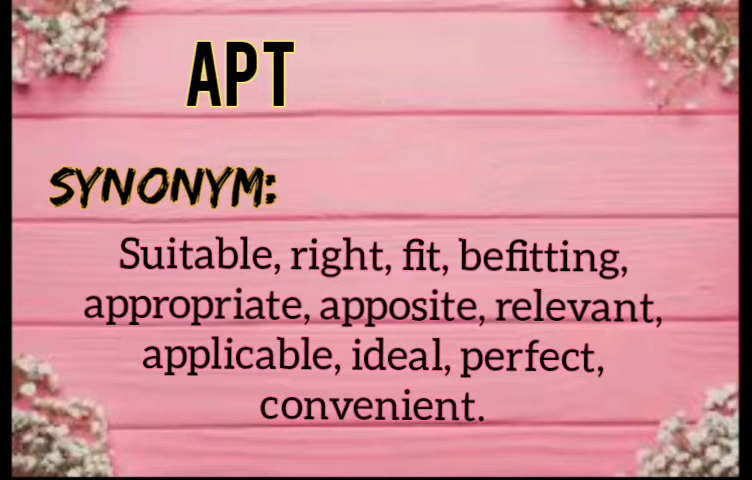 APT
SYNONYM:
Suitable, right, fit, befitting,
appropriate, apposite, relevant,
applicable, ideal, perfect,
convenient.